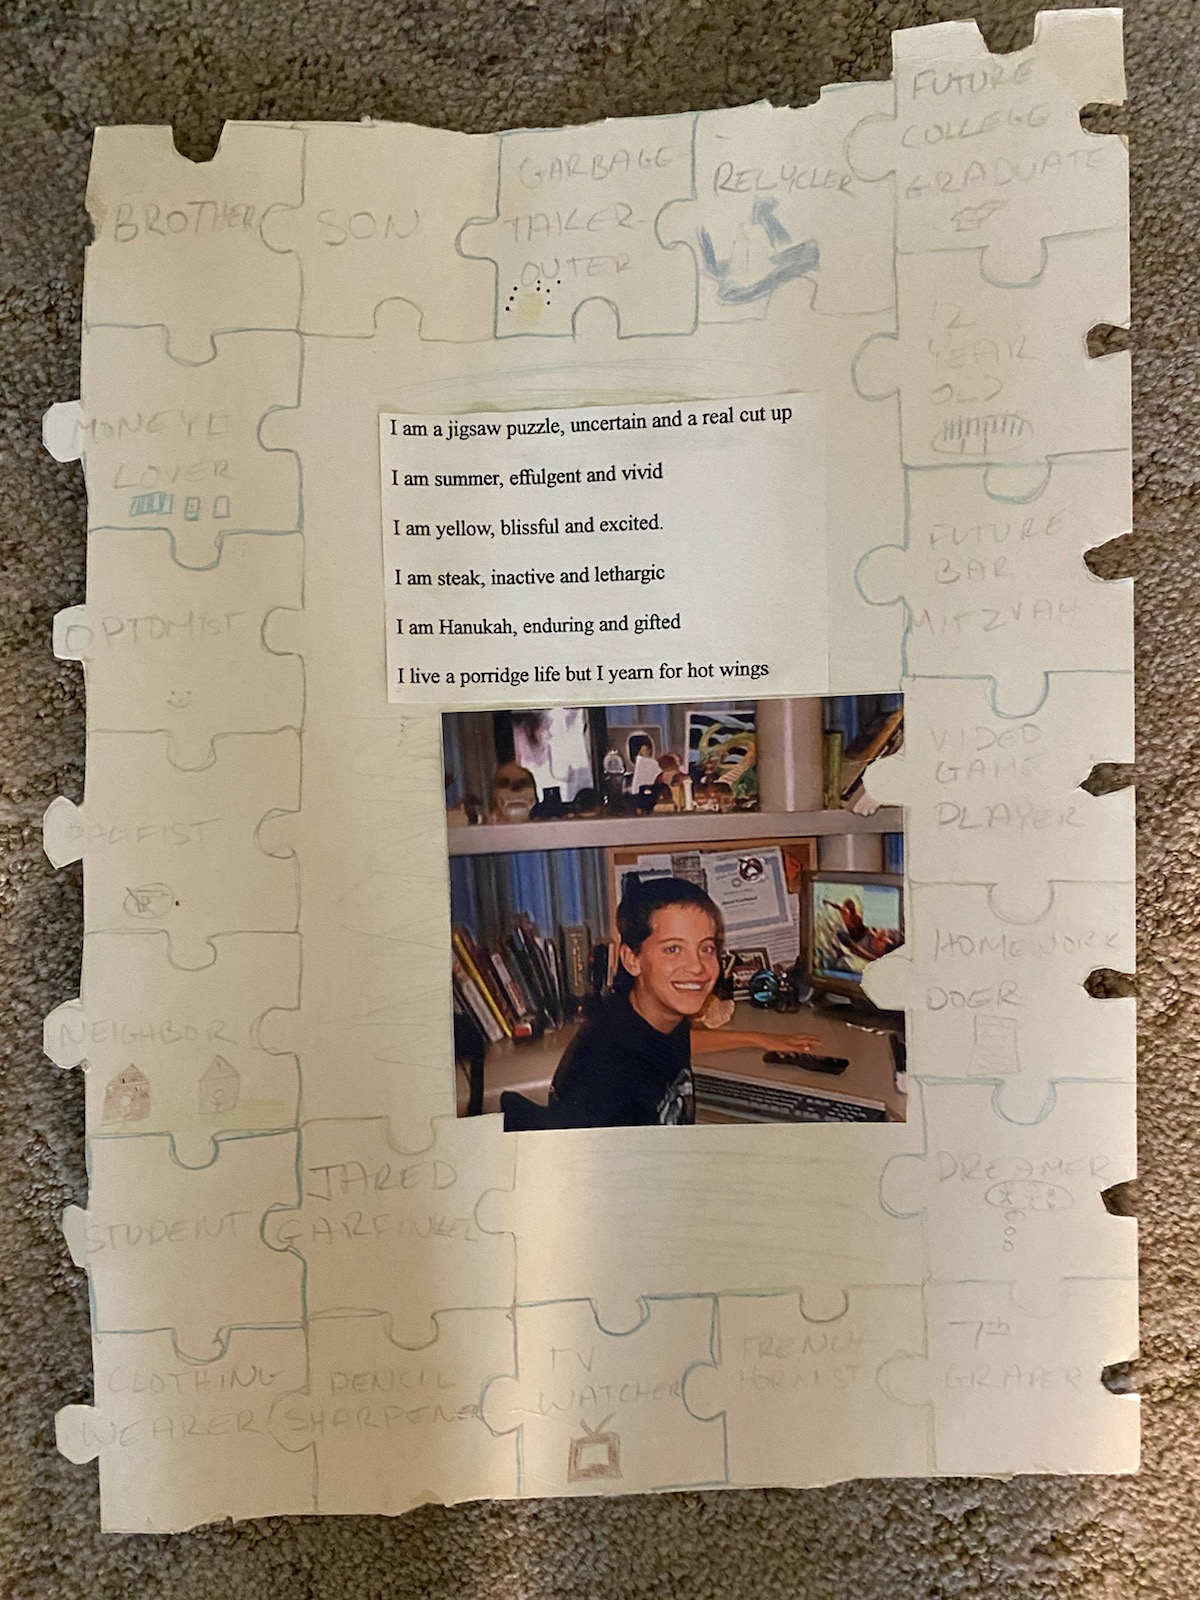 BROTHER
SON
GARBAGE
TAKER-
OUTER
RECYCLER
FUTURE
COLLEGE
GRADUATE
12
YEAR
OLD
MONEYE
LOVER
I am a jigsaw puzzle, uncertain and a real cut up
I am summer, effulgent and vivid
I am yellow, blissful and excited.
I am steak, inactive and lethargic
I am Hanukah, enduring and gifted
I live a porridge life but I yearn for hot wings
FUTURE
BAR
MITZVAH
OPTOMIST
VIDEO
GAME
PLAYER
PACIFIST
HOMEWORK
DOER
NEIGHBOR
JARED
GARFINKEL
DREAMER
STUDENT
CLOTHING
WEARER
PENCIL
SHARPENER
TV
WATCHER
FRENCH
HORNIST
7th
GRADER